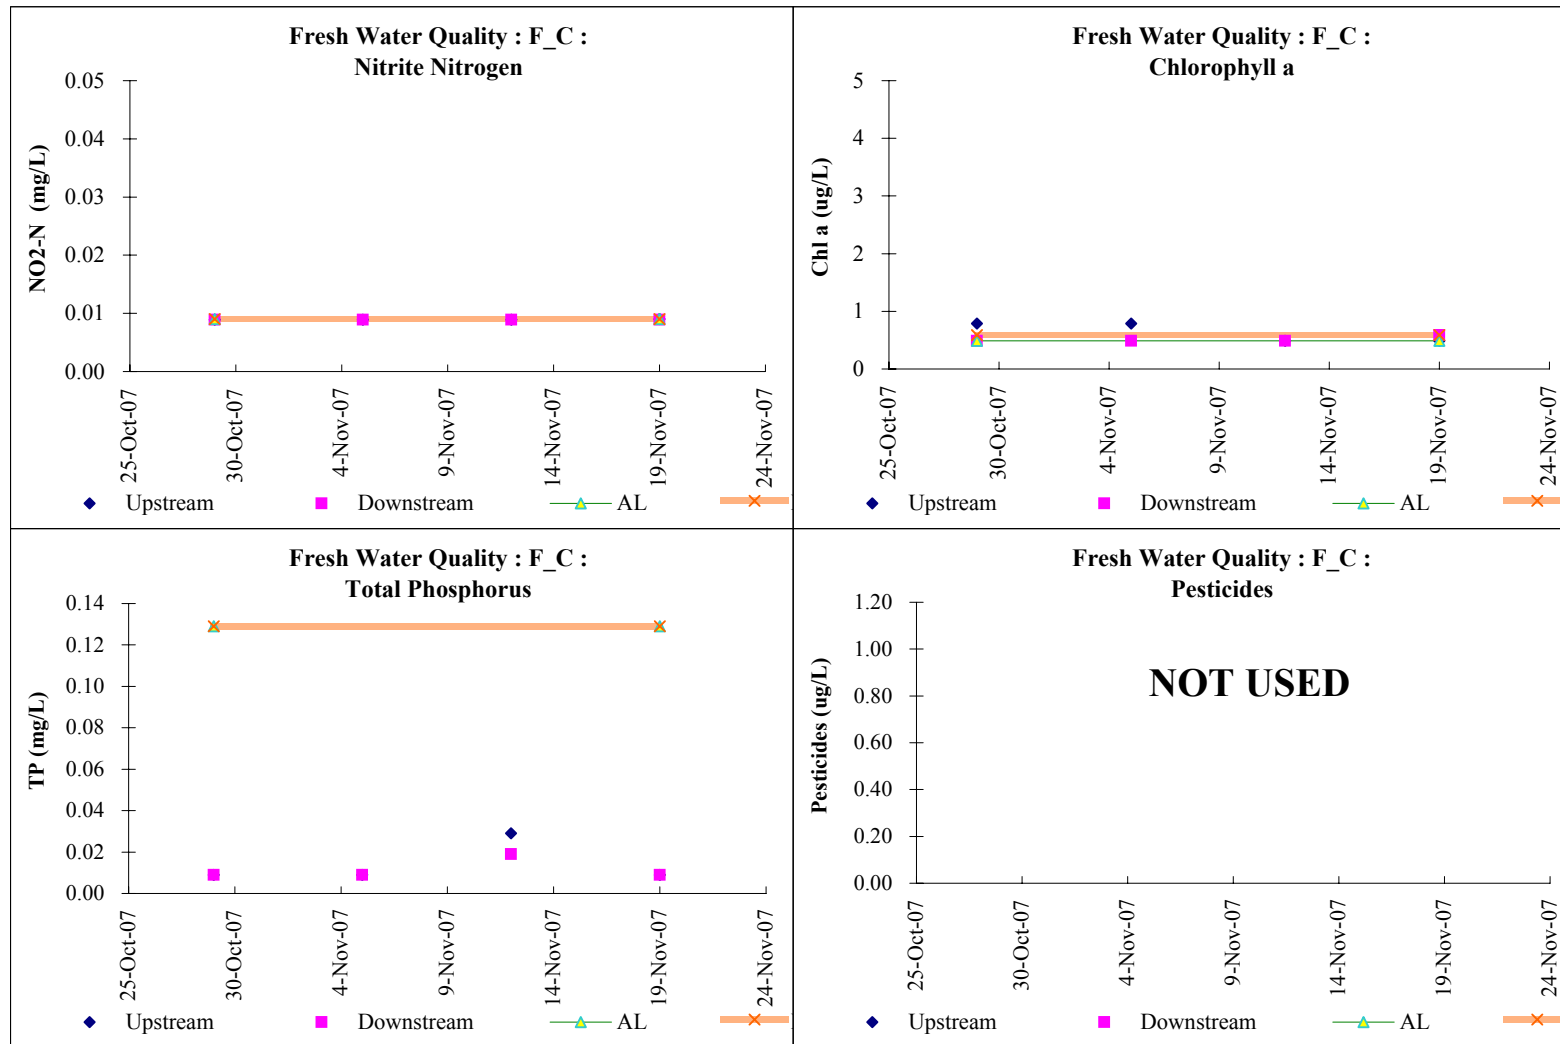 Fresh Water Quality : F_C :
Nitrite Nitrogen
NO2-N (mg/L)
0.05
0.04
0.03
0.02
0.01
0.00
25-Oct-07
30-Oct-07
4-Nov-07
9-Nov-07
14-Nov-07
19-Nov-07
24-Nov-07
Upstream Downstream AL
Fresh Water Quality : F_C :
Chlorophyll a
Chl a (ug/L)
5
4
3
2
1
0
25-Oct-07
30-Oct-07
4-Nov-07
9-Nov-07
14-Nov-07
19-Nov-07
24-Nov-07
Upstream Downstream AL
Fresh Water Quality : F_C :
Total Phosphorus
TP (mg/L)
0.14
0.12
0.10
0.08
0.06
0.04
0.02
0.00
25-Oct-07
30-Oct-07
4-Nov-07
9-Nov-07
14-Nov-07
19-Nov-07
24-Nov-07
Upstream Downstream AL
Fresh Water Quality : F_C :
Pesticides
Pesticides (ug/L)
1.20
1.00
0.80
0.60
0.40
0.20
0.00
NOT USED
25-Oct-07
30-Oct-07
4-Nov-07
9-Nov-07
14-Nov-07
19-Nov-07
24-Nov-07
Upstream Downstream AL